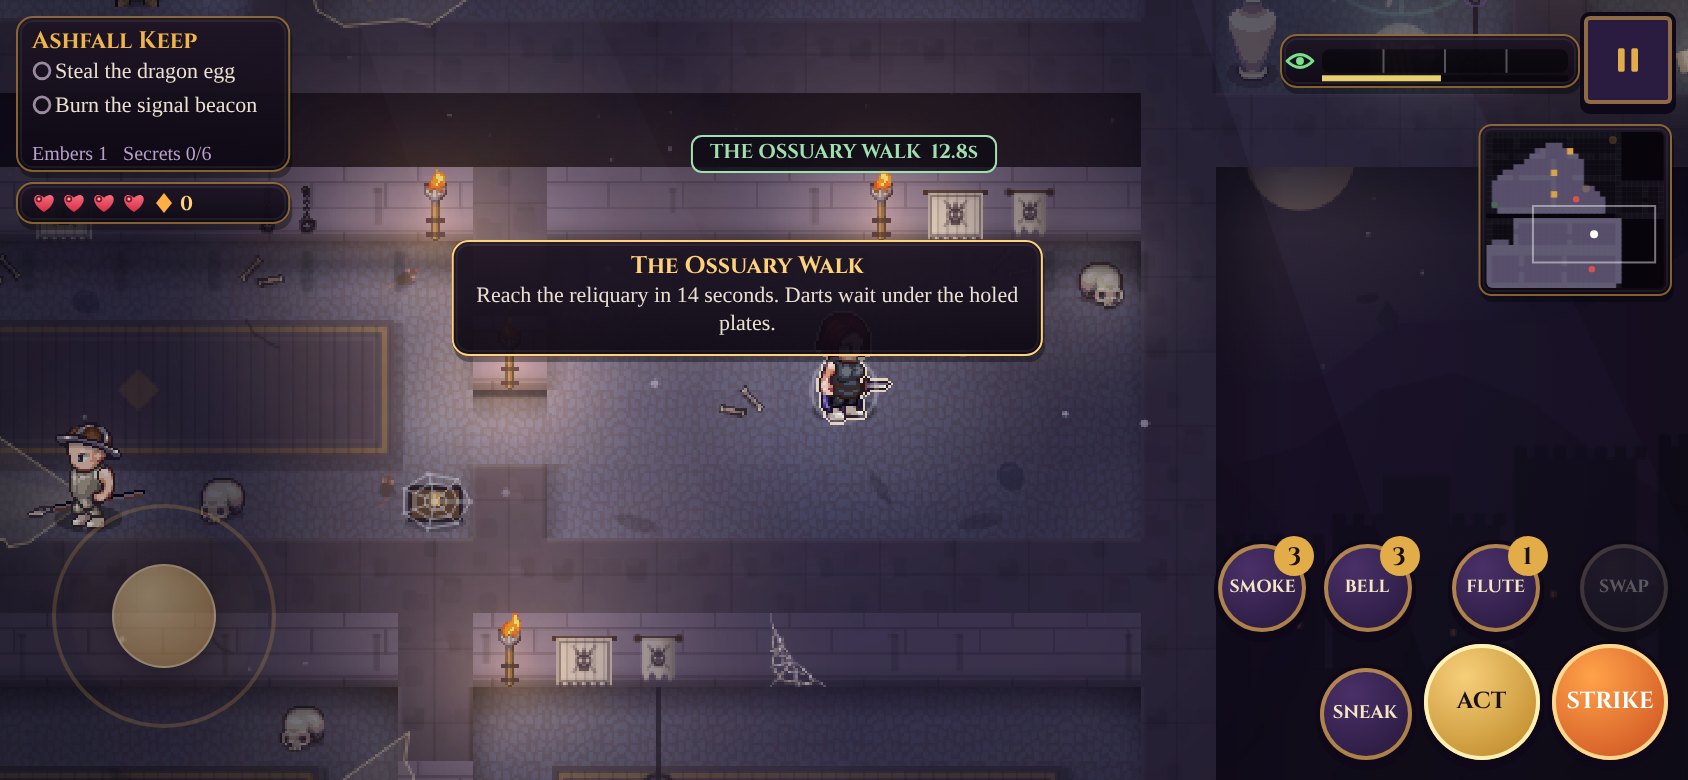 ASHFALL KEEP
Steal the dragon egg
Burn the signal beacon
Embers 1 Secrets 0/6
0
THE OSSUARY WALK 12.8s
THE OSSUARY WALK
Reach the reliquary in 14 seconds. Darts wait under the holed
plates.
3
3
1
SMOKE
BELL
FLUTE
SWAP
SNEAK
ACT
STRIKE